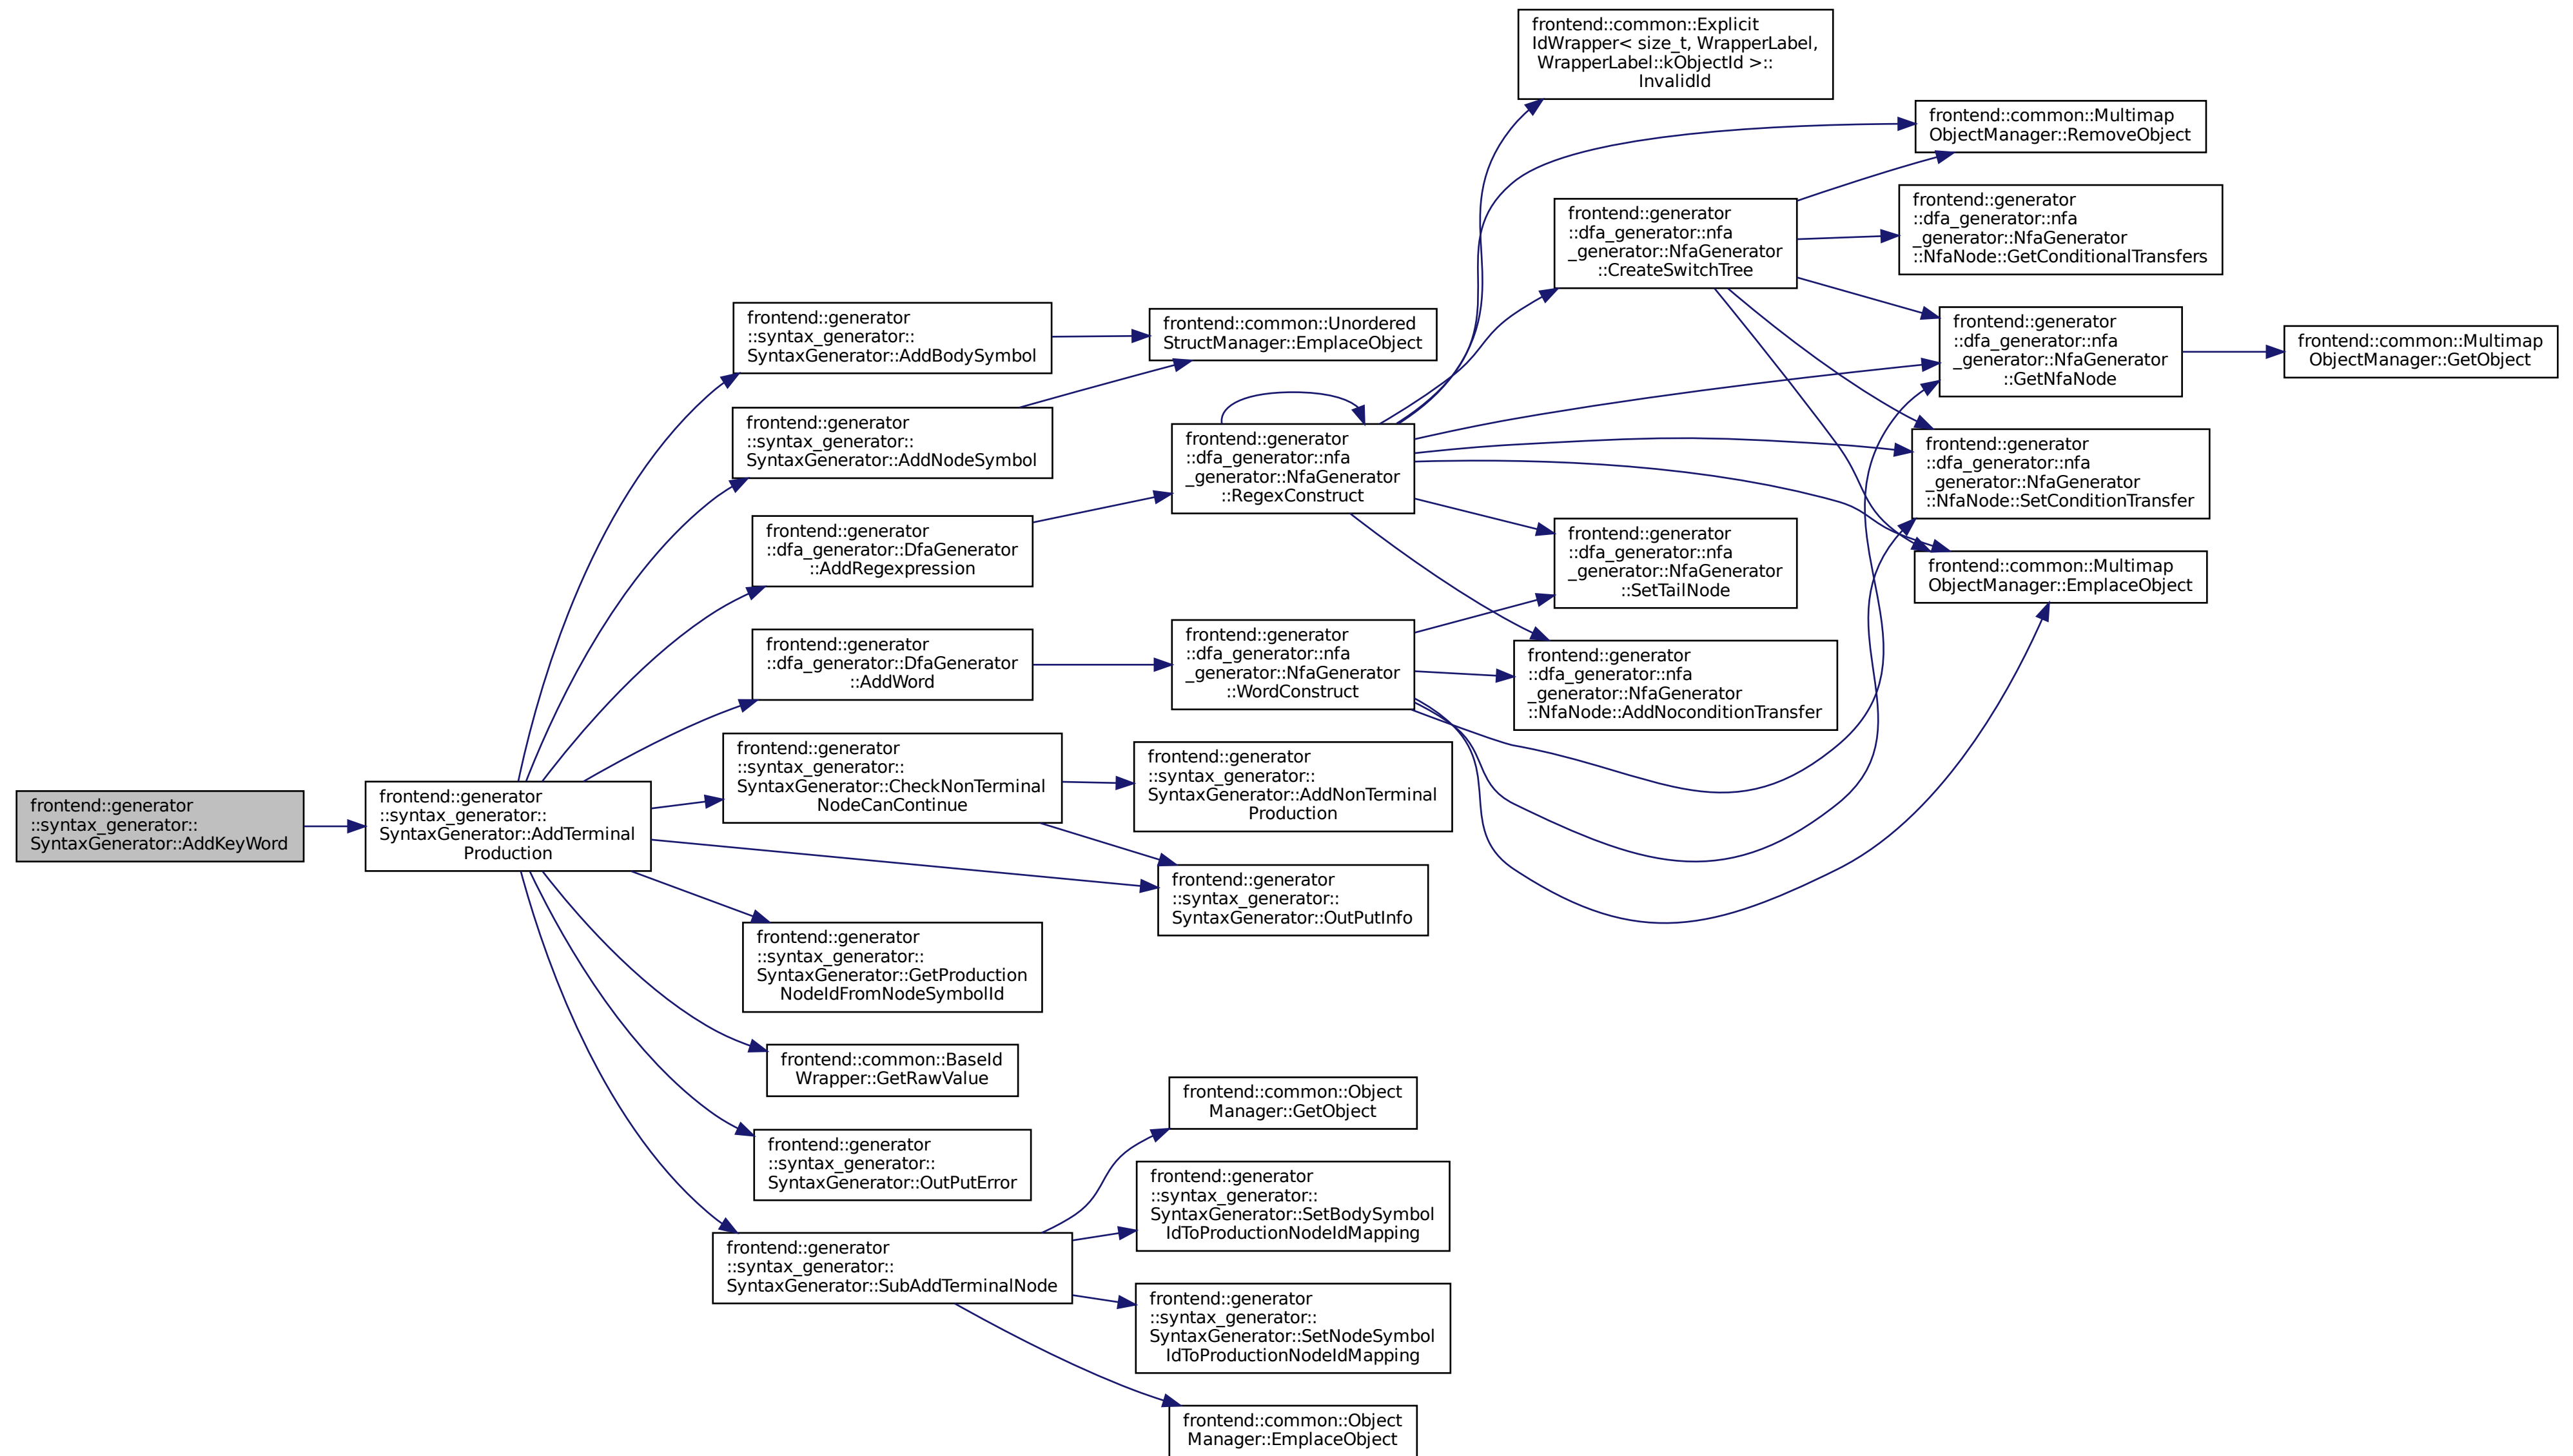 frontend::common::Explicit
IdWrapper< size_t, WrapperLabel,
WrapperLabel::kObjectId >::
InvalidId
frontend::common::Multimap
ObjectManager::RemoveObject
frontend::generator
::dfa_generator::nfa
_generator::NfaGenerator
::CreateSwitchTree
frontend::generator
::dfa_generator::nfa
_generator::NfaGenerator
::NfaNode::GetConditionalTransfers
frontend::generator
::syntax_generator::
SyntaxGenerator::AddBodySymbol
frontend::common::Unordered
StructManager::EmplaceObject
frontend::generator
::dfa_generator::nfa
_generator::NfaGenerator
::GetNfaNode
frontend::common::Multimap
ObjectManager::GetObject
frontend::generator
::syntax_generator::
SyntaxGenerator::AddNodeSymbol
frontend::generator
::dfa_generator::nfa
_generator::NfaGenerator
::RegexConstruct
frontend::generator
::dfa_generator::nfa
_generator::NfaGenerator
::NfaNode::SetConditionTransfer
frontend::generator
::dfa_generator::DfaGenerator
::AddRegexpression
frontend::generator
::dfa_generator::nfa
_generator::NfaGenerator
::SetTailNode
frontend::common::Multimap
ObjectManager::EmplaceObject
frontend::generator
::dfa_generator::DfaGenerator
::AddWord
frontend::generator
::dfa_generator::nfa
_generator::NfaGenerator
::WordConstruct
frontend::generator
::dfa_generator::nfa
_generator::NfaGenerator
::NfaNode::AddNoconditionTransfer
frontend::generator
::syntax_generator::
SyntaxGenerator::AddKeyWord
frontend::generator
::syntax_generator::
SyntaxGenerator::AddTerminal
Production
frontend::generator
::syntax_generator::
SyntaxGenerator::CheckNonTerminal
NodeCanContinue
frontend::generator
::syntax_generator::
SyntaxGenerator::AddNonTerminal
Production
frontend::generator
::syntax_generator::
SyntaxGenerator::OutPutInfo
frontend::generator
::syntax_generator::
SyntaxGenerator::GetProduction
NodeIdFromNodeSymbolId
frontend::common::BaseId
Wrapper::GetRawValue
frontend::generator
::syntax_generator::
SyntaxGenerator::OutPutError
frontend::common::Object
Manager::GetObject
frontend::generator
::syntax_generator::
SyntaxGenerator::SetBodySymbol
IdToProductionNodeIdMapping
frontend::generator
::syntax_generator::
SyntaxGenerator::SubAddTerminalNode
frontend::generator
::syntax_generator::
SyntaxGenerator::SetNodeSymbol
IdToProductionNodeIdMapping
frontend::common::Object
Manager::EmplaceObject